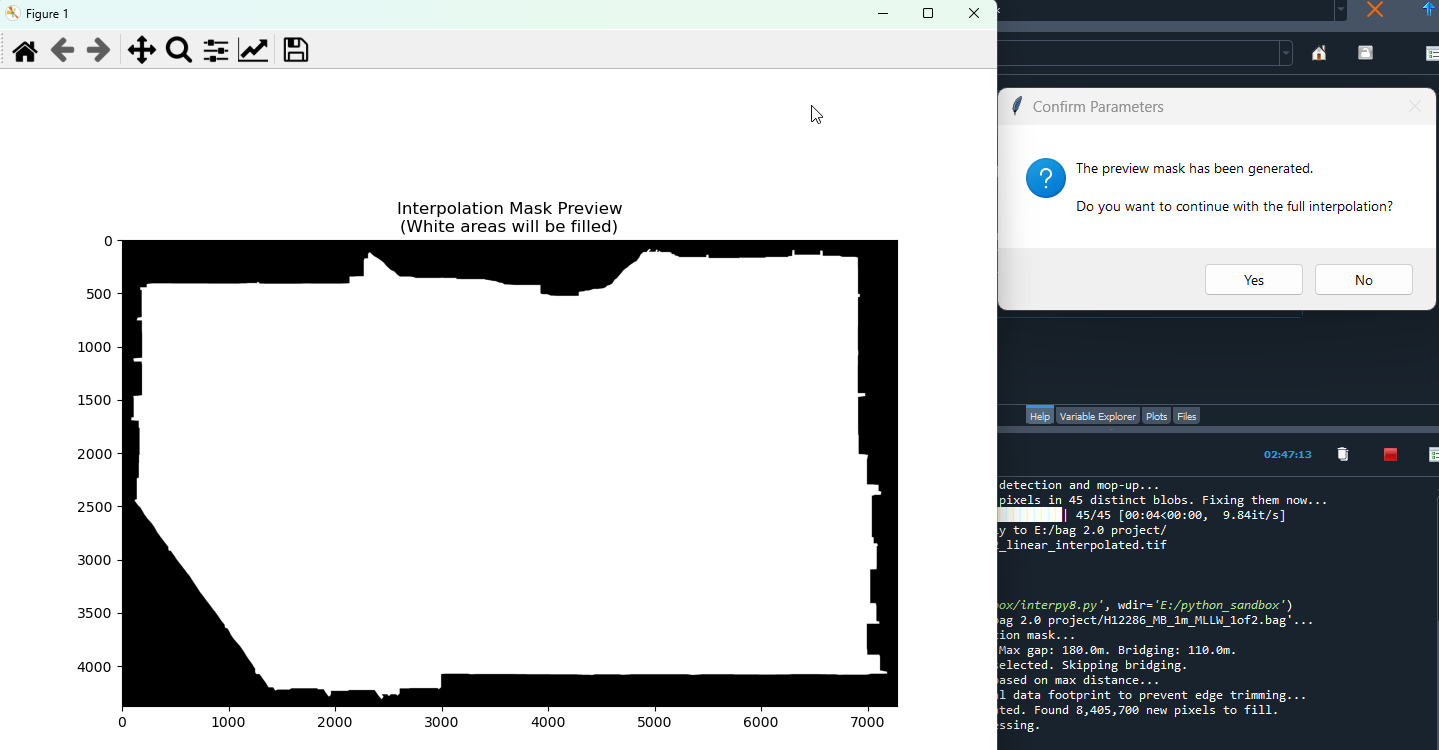 Figure 1
Confirm Parameters
The preview mask has been generated.
Do you want to continue with the full interpolation?
Yes
No
Interpolation Mask Preview
(White areas will be filled)
0
500
1000
1500
2000
2500
3000
3500
4000
0
1000
2000
3000
4000
5000
6000
7000
Help
Variable Explorer
Plots
Files
02:47:13
detection and mop-up...
pixels in 45 distinct blobs. Fixing them now...
| 45/45 [00:04<00:00, 9.84it/s]
ly to E:/bag 2.0 project/
_linear_interpolated.tif
box/interpy8.py', wdir='E:/python_sandbox')
bag 2.0 project/H12286_MB_1m_MLLW_1of2.bag'...
ion mask...
Max gap: 180.0m. Bridging: 110.0m.
selected. Skipping bridging.
based on max distance...
l data footprint to prevent edge trimming...
ted. Found 8,405,700 new pixels to fill.
essing.